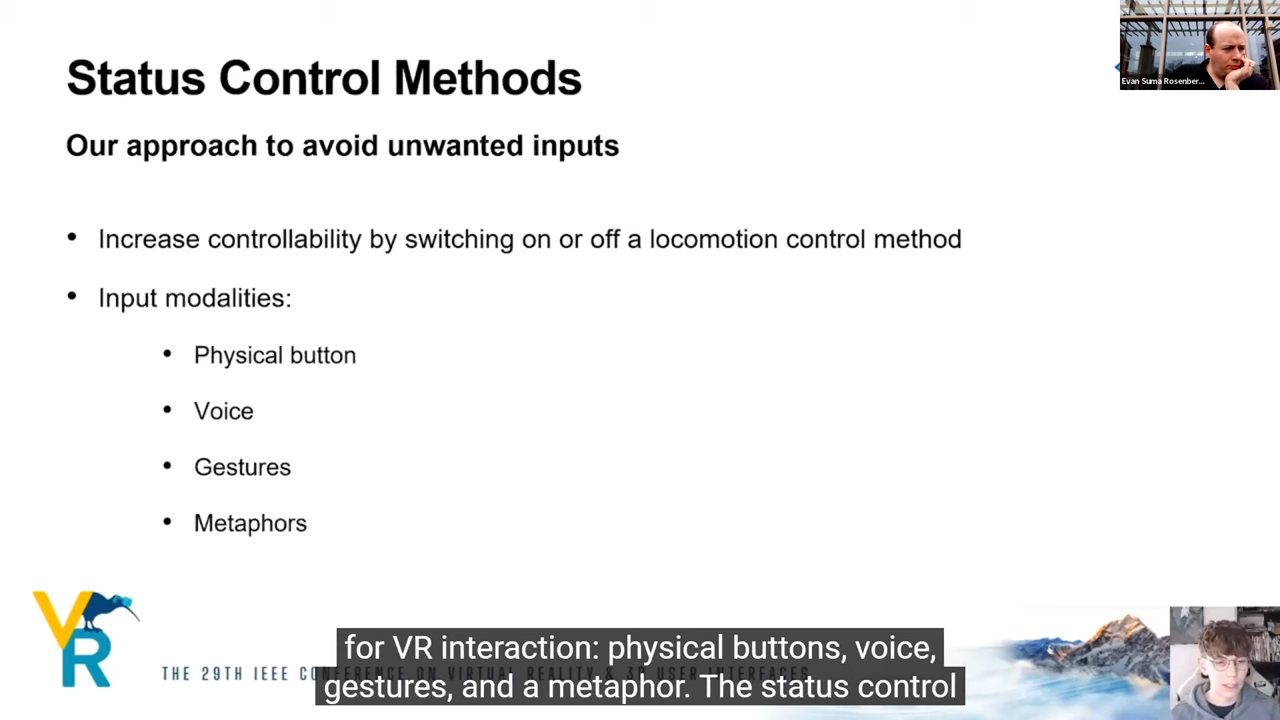 Status Control Methods
Evan Suma Rosenber...
Our approach to avoid unwanted inputs
• Increase controllability by switching on or off a locomotion control method
• Input modalities:
• Physical button
• Voice
• Gestures
• Metaphors
VR
for VR interaction: physical buttons, voice,
THE 29TH IEEE CONFERENCE ON VIRTUAL REALITY & 3D USER INTERFACES
gestures, and a metaphor. The status control